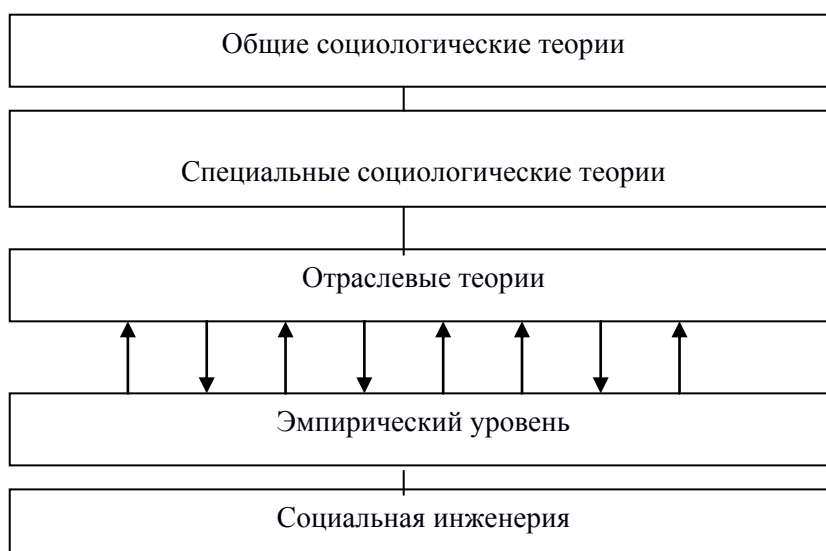 Общие социологические теории
Специальные социологические теории
Отраслевые теории
Эмпирический уровень
Социальная инженерия